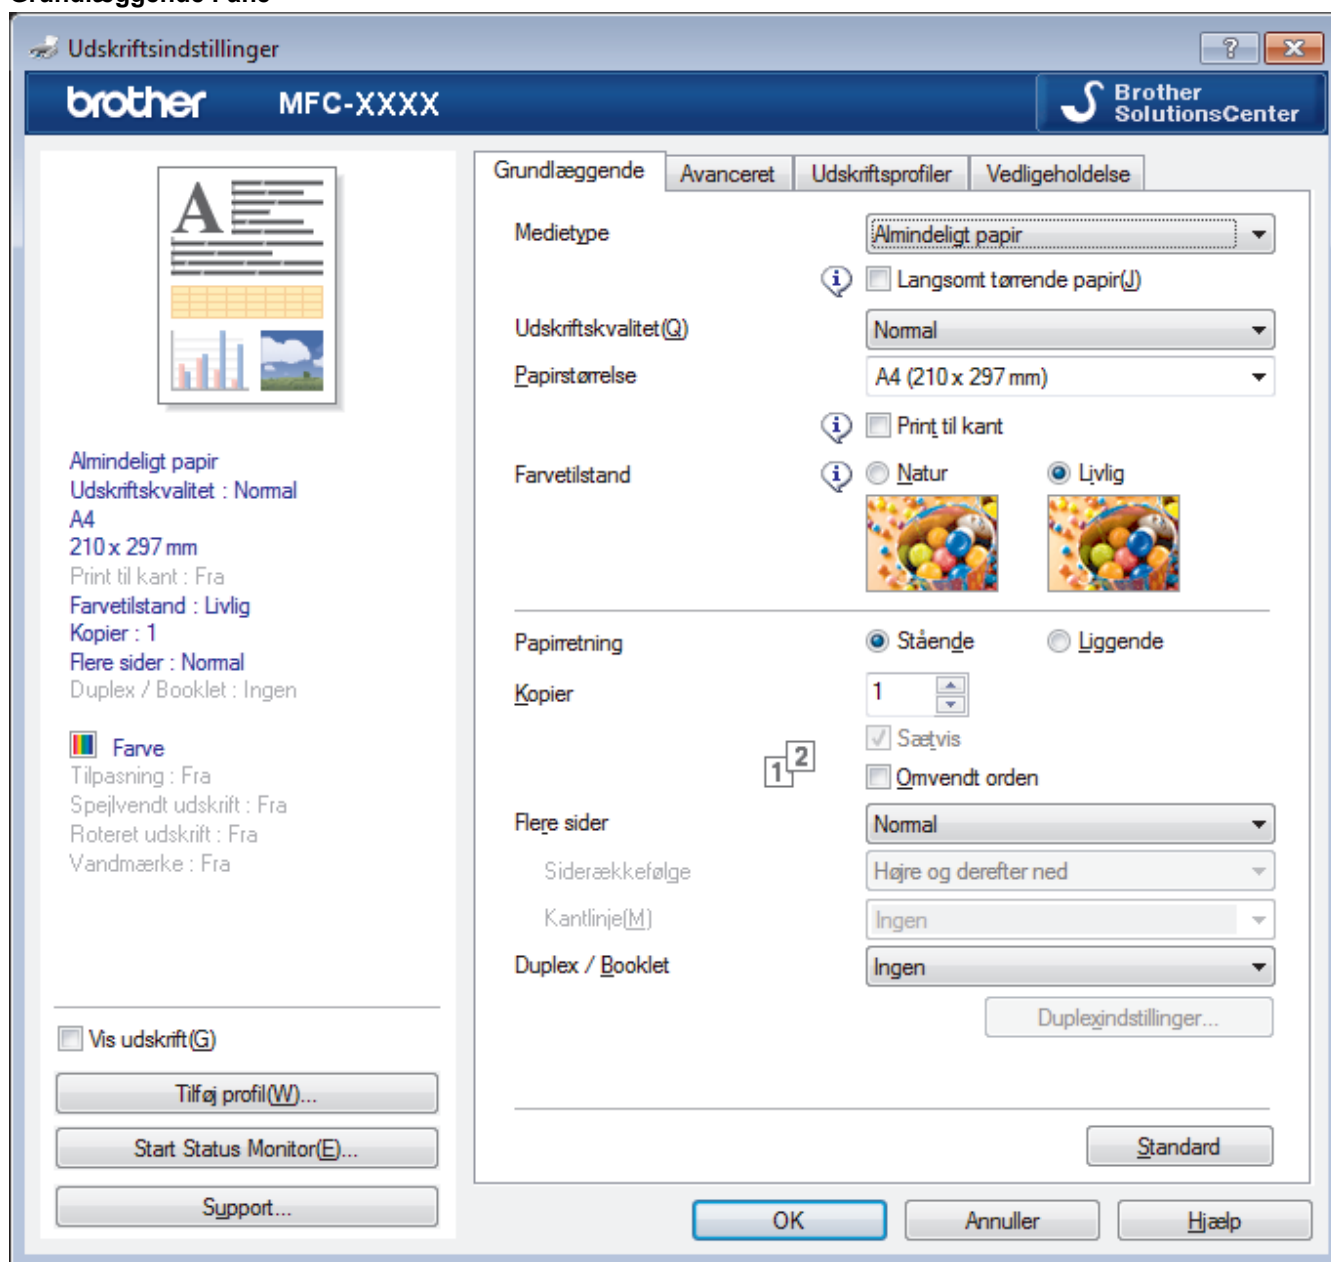 Udskriftsindstillinger
brother MFC-XXXX
Brother
SolutionsCenter
A
Almindeligt papir
Udskriftskvalitet : Normal
A4
210 x 297 mm
Print til kant : Fra
Farvetilstand : Livlig
Kopier : 1
Flere sider : Normal
Duplex / Booklet : Ingen
Farve
Tilpasning : Fra
Spejlvendt udskrift : Fra
Roteret udskrift : Fra
Vandmærke : Fra
Vis udskrift(G)
Tilføj profil(W)...
Start Status Monitor(E)...
Support...
Grundlæggende Avanceret Udskriftsprofiler Vedligeholdelse
Medietype Almindeligt papir
Langsomt tørrende papir(J)
Udskriftskvalitet(Q) Normal
Papirstørrelse A4 (210 x 297 mm)
Print til kant
Farvetilstand Natur Livlig
Papirretning Stående Liggende
Kopier 1
Sætvis
1 2
Omvendt orden
Flere sider Normal
Siderækkefølge Højre og derefter ned
Kantlinje(M) Ingen
Duplex / Booklet Ingen
Duplexindstillinger...
Standard
OK Annuller Hjælp